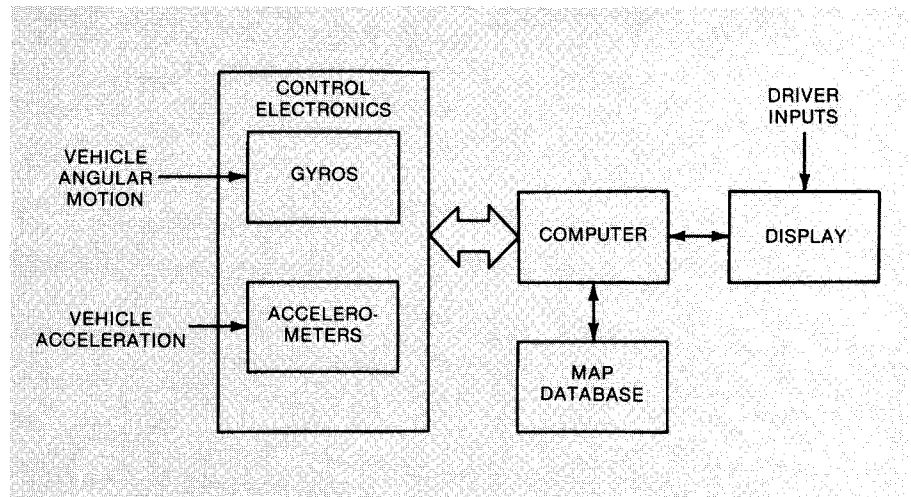 CONTROL
ELECTRONICS
VEHICLE
ANGULAR
MOTION
GYROS
VEHICLE
ACCELERATION
ACCELERO-
METERS
COMPUTER
MAP
DATABASE
DRIVER
INPUTS
DISPLAY